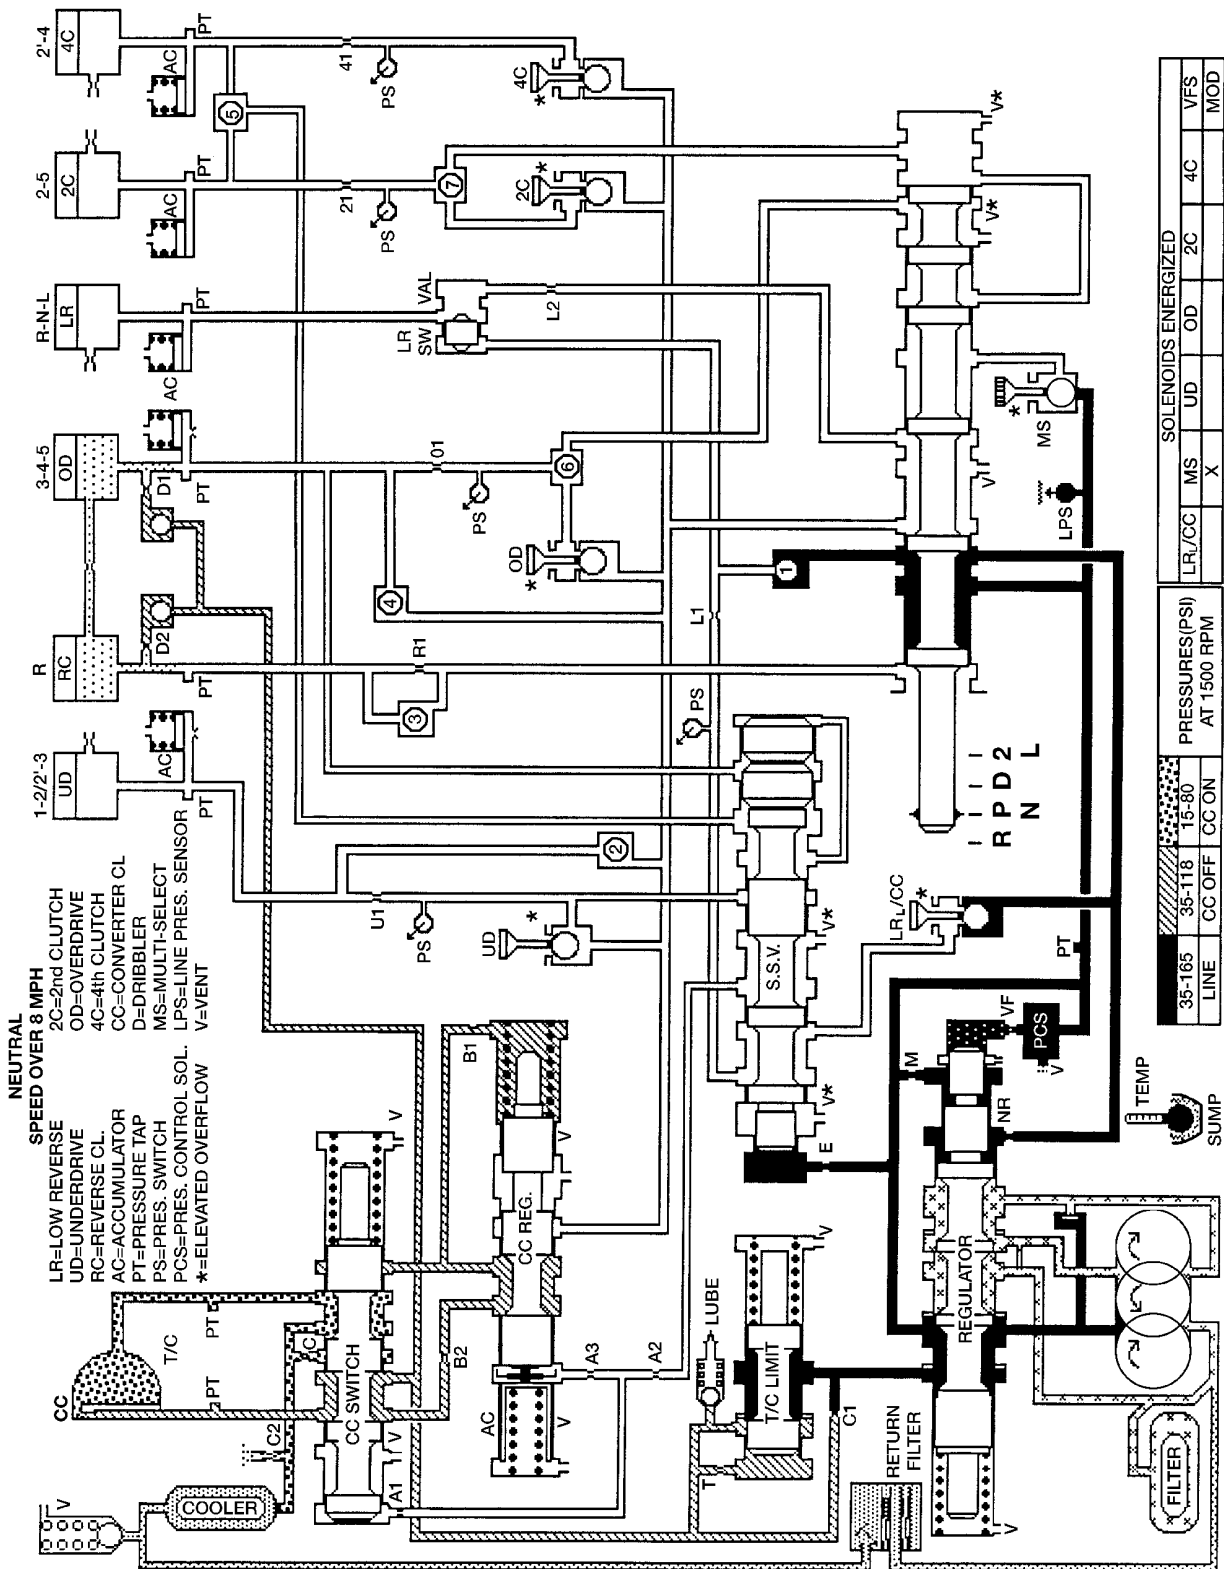 NEUTRAL
SPEED OVER 8 MPH
LR=LOW REVERSE
UD=UNDERDRIVE
RC=REVERSE CL.
AC=ACCUMULATOR
PT=PRESSURE TAP
PS=PRES. SWITCH
PCS=PRES. CONTROL SOL.
*=ELEVATED OVERFLOW
2C=2nd CLUTCH
OD=OVERDRIVE
4C=4th CLUTCH
CC=CONVERTER CL
D=DRIBBLER
MS=MULTI-SELECT
LPS=LINE PRES. SENSOR
V=VENT
1-2/2'-3
UD
R
RC
3-4-5
OD
R-N-L
LR
2-5
2C
2'-4
4C
AC
PT
PT
D2
D1
AC
PT
AC
PT
AC
PT
AC
PT
U1
PS
UD
*
2
3
R1
4
01
PS
OD
*
6
LR
SW
VAL
L2
21
PS
7
2C
*
5
41
PS
4C
*
L1
PS
1
V
COOLER
C2
CC
T/C
PT
PT
C
CC SWITCH
V
V
A1
B1
B2
CC REG.
V
AC
V
A3
A2
LUBE
T
T/C LIMIT
V
C1
S.S.V.
E
V*
V*
LRL/CC
*
R P D 2
N L
MS
*
LPS
V
V*
V*
RETURN
FILTER
FILTER
REGULATOR
V
NR
M
VF
PCS
V
PT
TEMP
SUMP
35-165
LINE
35-118
CC OFF
15-80
CC ON
PRESSURES(PSI)
AT 1500 RPM
SOLENOIDS ENERGIZED
LRL/CC MS UD OD 2C 4C VFS
X MOD